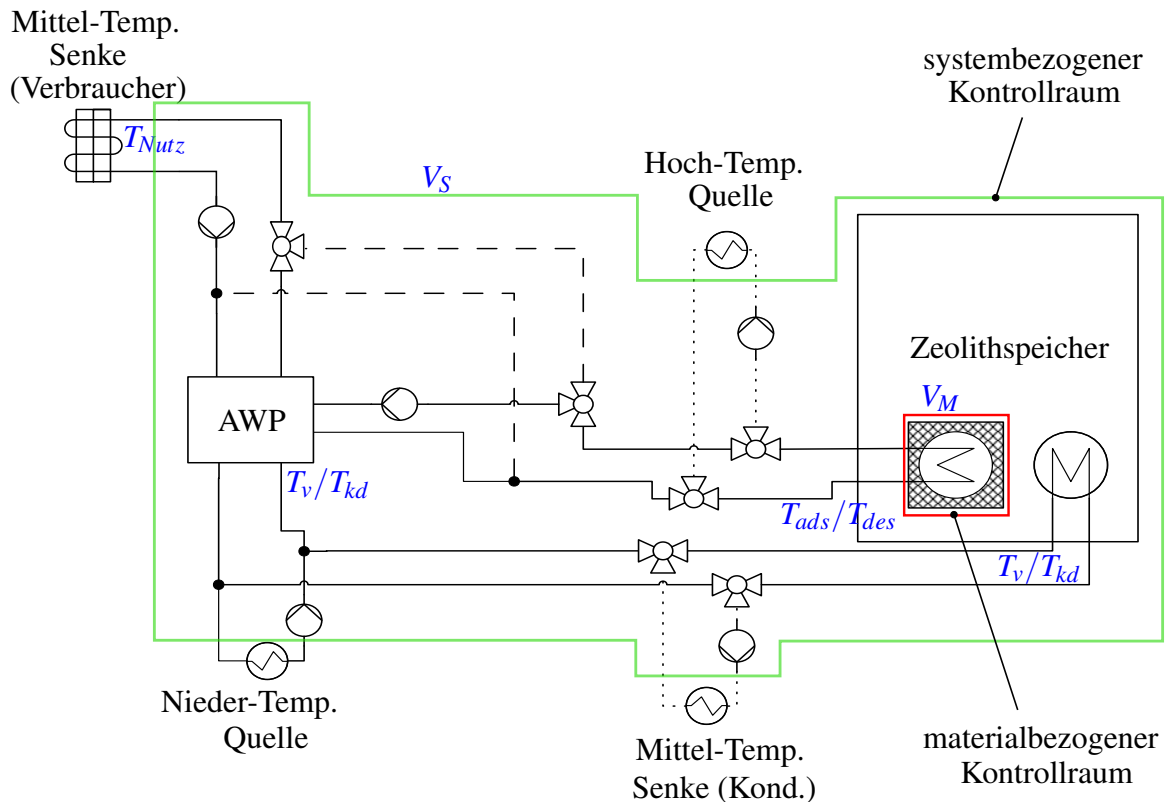 Mittel-Temp.
Senke
(Verbraucher)
T_Nutz
systembezogener
Kontrollraum
V_S
Hoch-Temp.
Quelle
Zeolithspeicher
V_M
AWP
T_v/T_kd
T_ads/T_des
T_v/T_kd
Nieder-Temp.
Quelle
Mittel-Temp.
Senke (Kond.)
materialbezogener
Kontrollraum